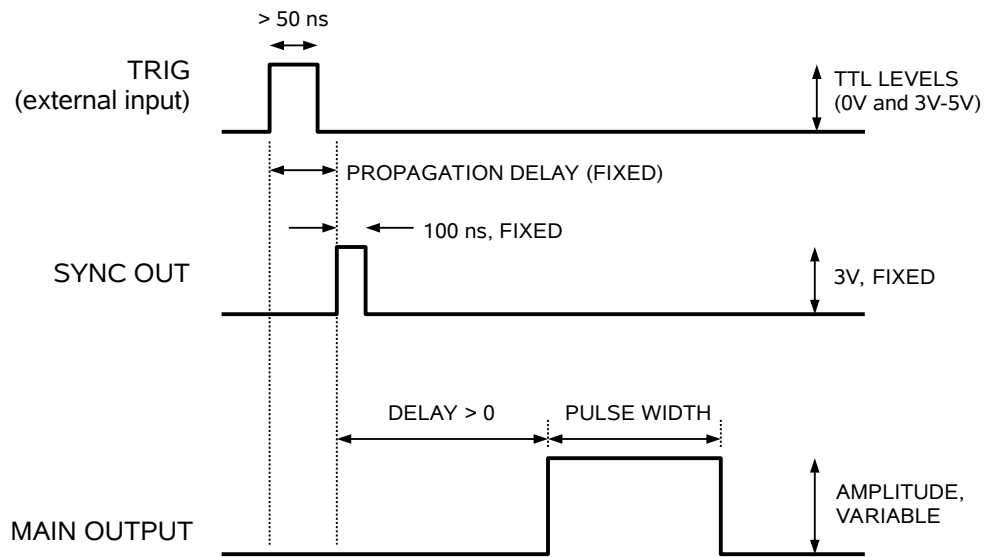 > 50 ns
TRIG
(external input)
TTL LEVELS
(0V and 3V-5V)
PROPAGATION DELAY (FIXED)
100 ns, FIXED
SYNC OUT
3V, FIXED
DELAY > 0
PULSE WIDTH
MAIN OUTPUT
AMPLITUDE,
VARIABLE